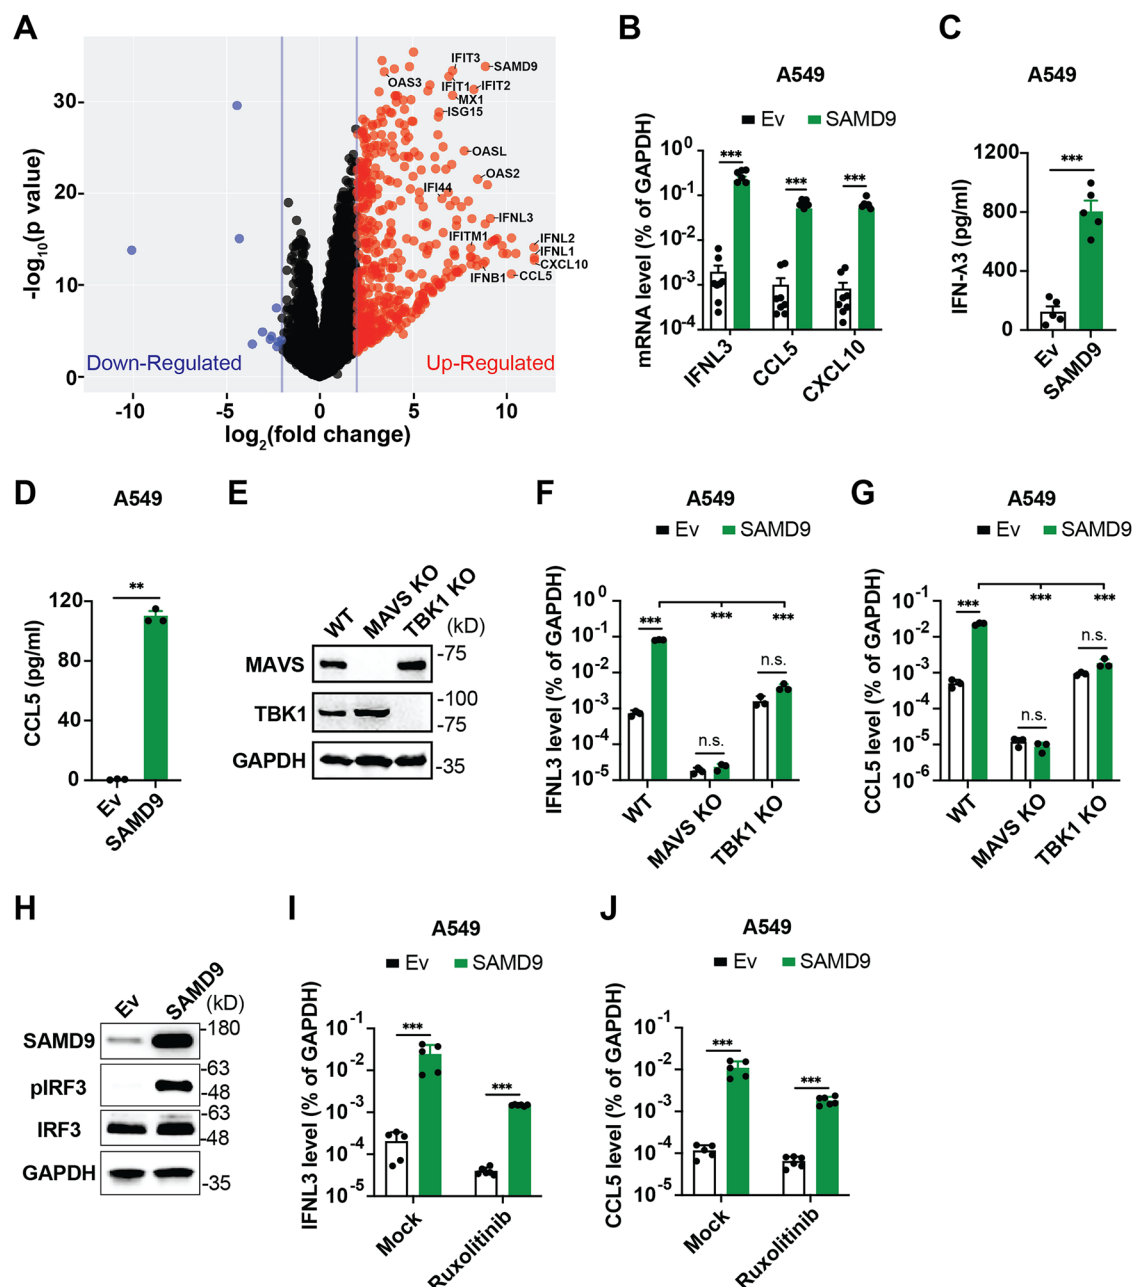 A
-log10(p value)
30
20
10
0
-10
-5
0
5
10
log2(fold change)
Down-Regulated
Up-Regulated
IFIT3
SAMD9
OAS3
IFIT1
IFIT2
MX1
ISG15
OASL
OAS2
IFI44
IFNL3
IFITM1
IFNL2
IFNL1
CXCL10
IFNB1
CCL5
B
A549
Ev
SAMD9
mRNA level (% of GAPDH)
10^0
10^-1
10^-2
10^-3
10^-4
***
***
***
IFNL3
CCL5
CXCL10
C
A549
IFN-λ3 (pg/ml)
1200
800
400
0
***
Ev
SAMD9
D
A549
CCL5 (pg/ml)
120
80
40
0
**
Ev
SAMD9
E
WT
MAVS KO
TBK1 KO
(kD)
MAVS
-75
TBK1
-100
-75
GAPDH
-35
F
A549
Ev
SAMD9
IFNL3 level (% of GAPDH)
10^0
10^-1
10^-2
10^-3
10^-4
10^-5
***
***
***
n.s.
n.s.
WT
MAVS KO
TBK1 KO
G
A549
Ev
SAMD9
CCL5 level (% of GAPDH)
10^0
10^-1
10^-2
10^-3
10^-4
10^-5
10^-6
***
***
***
n.s.
n.s.
WT
MAVS KO
TBK1 KO
H
Ev
SAMD9
(kD)
SAMD9
-180
pIRF3
-63
-48
IRF3
-63
-48
GAPDH
-35
I
A549
Ev
SAMD9
IFNL3 level (% of GAPDH)
10^-1
10^-2
10^-3
10^-4
10^-5
***
***
Mock
Ruxolitinib
J
A549
Ev
SAMD9
CCL5 level (% of GAPDH)
10^-1
10^-2
10^-3
10^-4
10^-5
***
***
Mock
Ruxolitinib